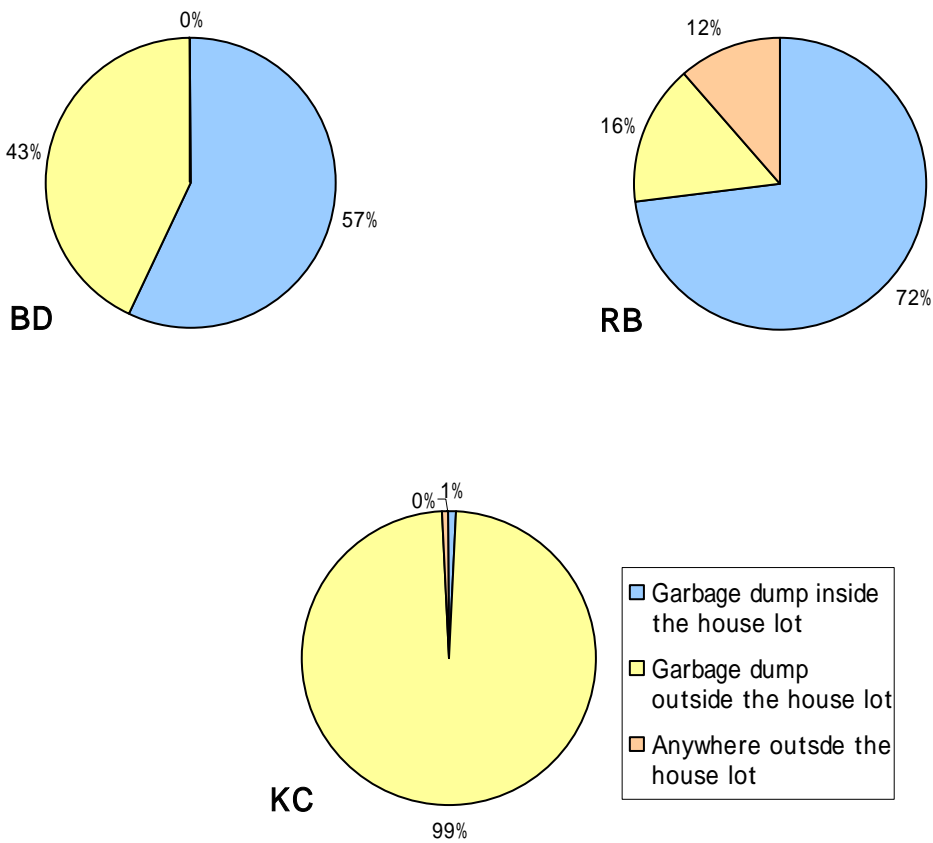 0%
43%
57%
BD
12%
16%
72%
RB
0%
1%
99%
KC
Garbage dump inside
the house lot
Garbage dump
outside the house lot
Anywhere outsde the
house lot